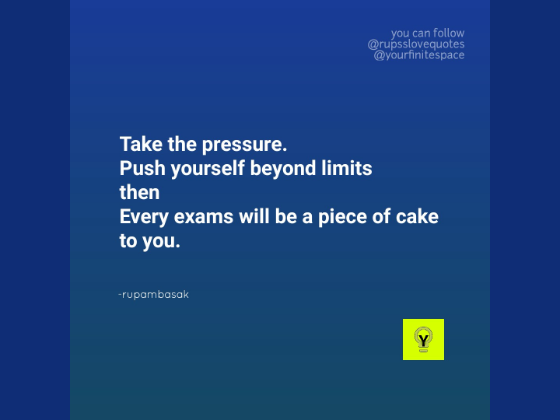 you can follow
@rupsslovequotes
@yourfinitespace
Take the pressure.
Push yourself beyond limits
then
Every exams will be a piece of cake
to you.
-rupambasak
Y